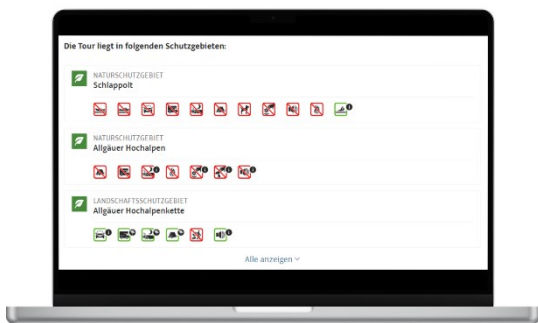 Die Tour liegt in folgenden Schutzgebieten:
NATURSCHUTZGEBIET
Schlappolt
NATURSCHUTZGEBIET
Allgäuer Hochalpen
LANDSCHAFTSSCHUTZGEBIET
Allgäuer Hochalpenkette
Alle anzeigen